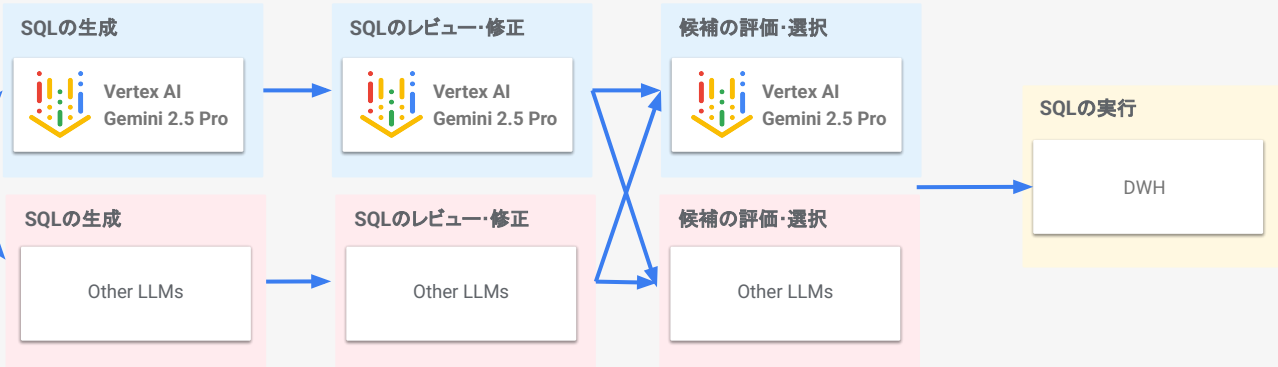 SQLの生成
Vertex AI
Gemini 2.5 Pro
SQLのレビュー・修正
Vertex AI
Gemini 2.5 Pro
候補の評価・選択
Vertex AI
Gemini 2.5 Pro
SQLの生成
Other LLMs
SQLのレビュー・修正
Other LLMs
候補の評価・選択
Other LLMs
SQLの実行
DWH